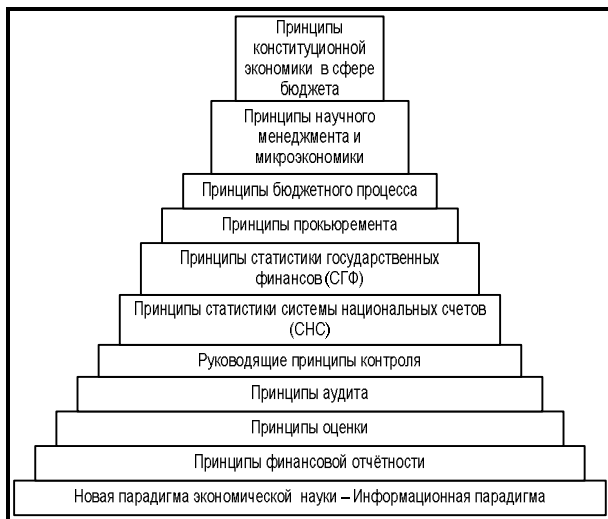 Принципы
конституционной
экономики в сфере
бюджета
Принципы научного
менеджмента и
микроэкономики
Принципы бюджетного процесса
Принципы прокьюремента
Принципы статистики государственных
финансов (СГФ)
Принципы статистики системы национальных счетов
(СНС)
Руководящие принципы контроля
Принципы аудита
Принципы оценки
Принципы финансовой отчётности
Новая парадигма экономической науки – Информационная парадигма